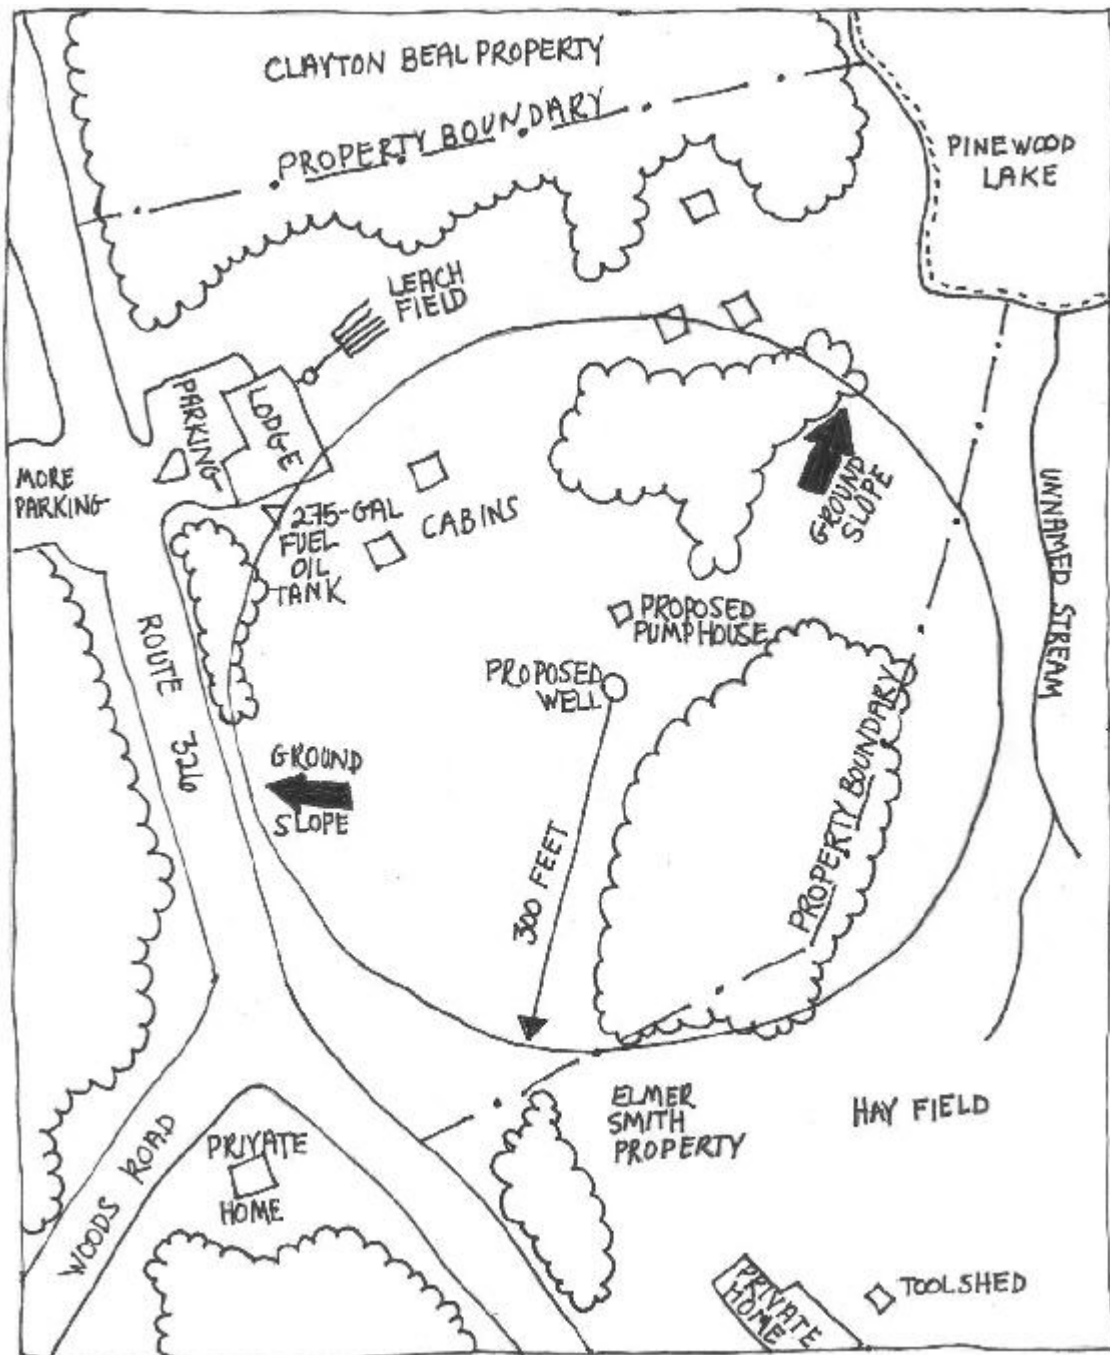 CLAYTON BEAL PROPERTY
PROPERTY BOUNDARY
PINEWOOD
LAKE
LEACH
FIELD
PARKING
LODGE
MORE
PARKING
275-GAL
FUEL
OIL
TANK
CABINS
GROUND
SLOPE
UNNAMED STREAM
PROPOSED
PUMPHOUSE
PROPOSED
WELL
ROUTE 326
GROUND
SLOPE
300 FEET
PROPERTY BOUNDARY
ELMER
SMITH
PROPERTY
HAY FIELD
WOODS ROAD
PRIVATE
HOME
PRIVATE
HOME
TOOLSHED